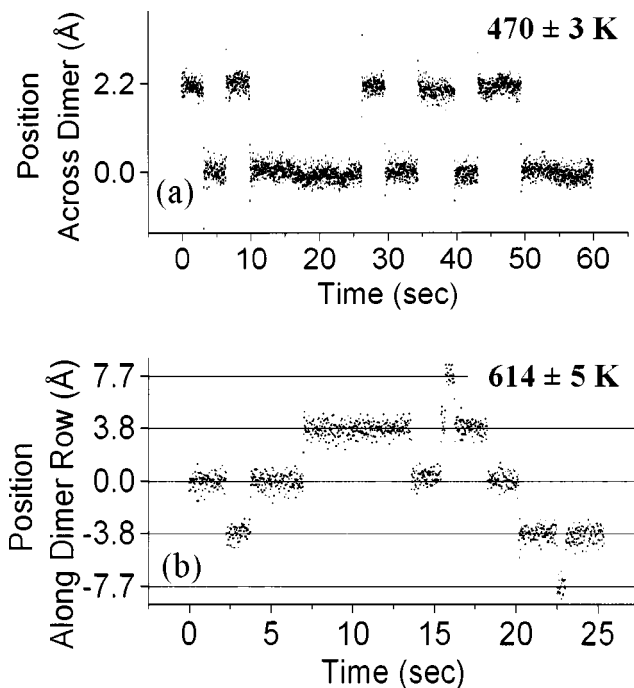 470 ± 3 K
Position
Across Dimer (Å)
2.2
0.0
(a)
0 10 20 30 40 50 60
Time (sec)
614 ± 5 K
Position
Along Dimer Row (Å)
7.7
3.8
0.0
-3.8
-7.7
(b)
0 5 10 15 20 25
Time (sec)